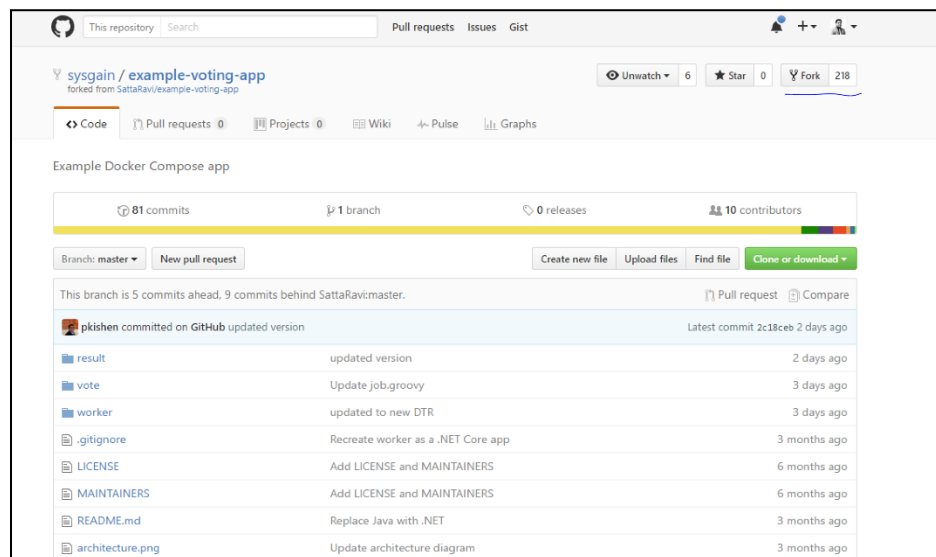 This repository Search Pull requests Issues Gist
sysgain / example-voting-app Unwatch 6 Star 0 Fork 218
forked from SattaRavi/example-voting-app
Code Pull requests 0 Projects 0 Wiki Pulse Graphs
Example Docker Compose app
81 commits 1 branch 0 releases 10 contributors
Branch: master New pull request Create new file Upload files Find file Clone or download
This branch is 5 commits ahead, 9 commits behind SattaRavi:master. Pull request Compare
pkishen committed on GitHub updated version Latest commit 2c18ceb 2 days ago
result updated version 2 days ago
vote Update job.groovy 3 days ago
worker updated to new DTR 3 days ago
.gitignore Recreate worker as a .NET Core app 3 months ago
LICENSE Add LICENSE and MAINTAINERS 6 months ago
MAINTAINERS Add LICENSE and MAINTAINERS 6 months ago
README.md Replace Java with .NET 3 months ago
architecture.png Update architecture diagram 3 months ago